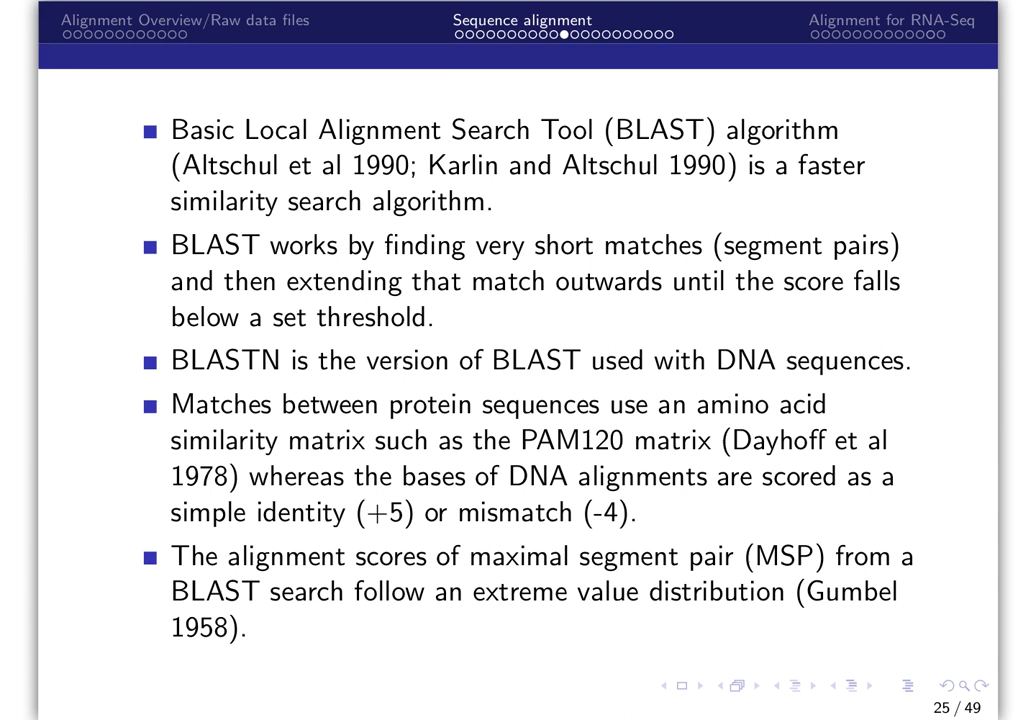 Alignment Overview/Raw data files
Sequence alignment
Alignment for RNA-Seq
Basic Local Alignment Search Tool (BLAST) algorithm
(Altschul et al 1990; Karlin and Altschul 1990) is a faster
similarity search algorithm.
BLAST works by finding very short matches (segment pairs)
and then extending that match outwards until the score falls
below a set threshold.
BLASTN is the version of BLAST used with DNA sequences.
Matches between protein sequences use an amino acid
similarity matrix such as the PAM120 matrix (Dayhoff et al
1978) whereas the bases of DNA alignments are scored as a
simple identity (+5) or mismatch (-4).
The alignment scores of maximal segment pair (MSP) from a
BLAST search follow an extreme value distribution (Gumbel
1958).
25 / 49